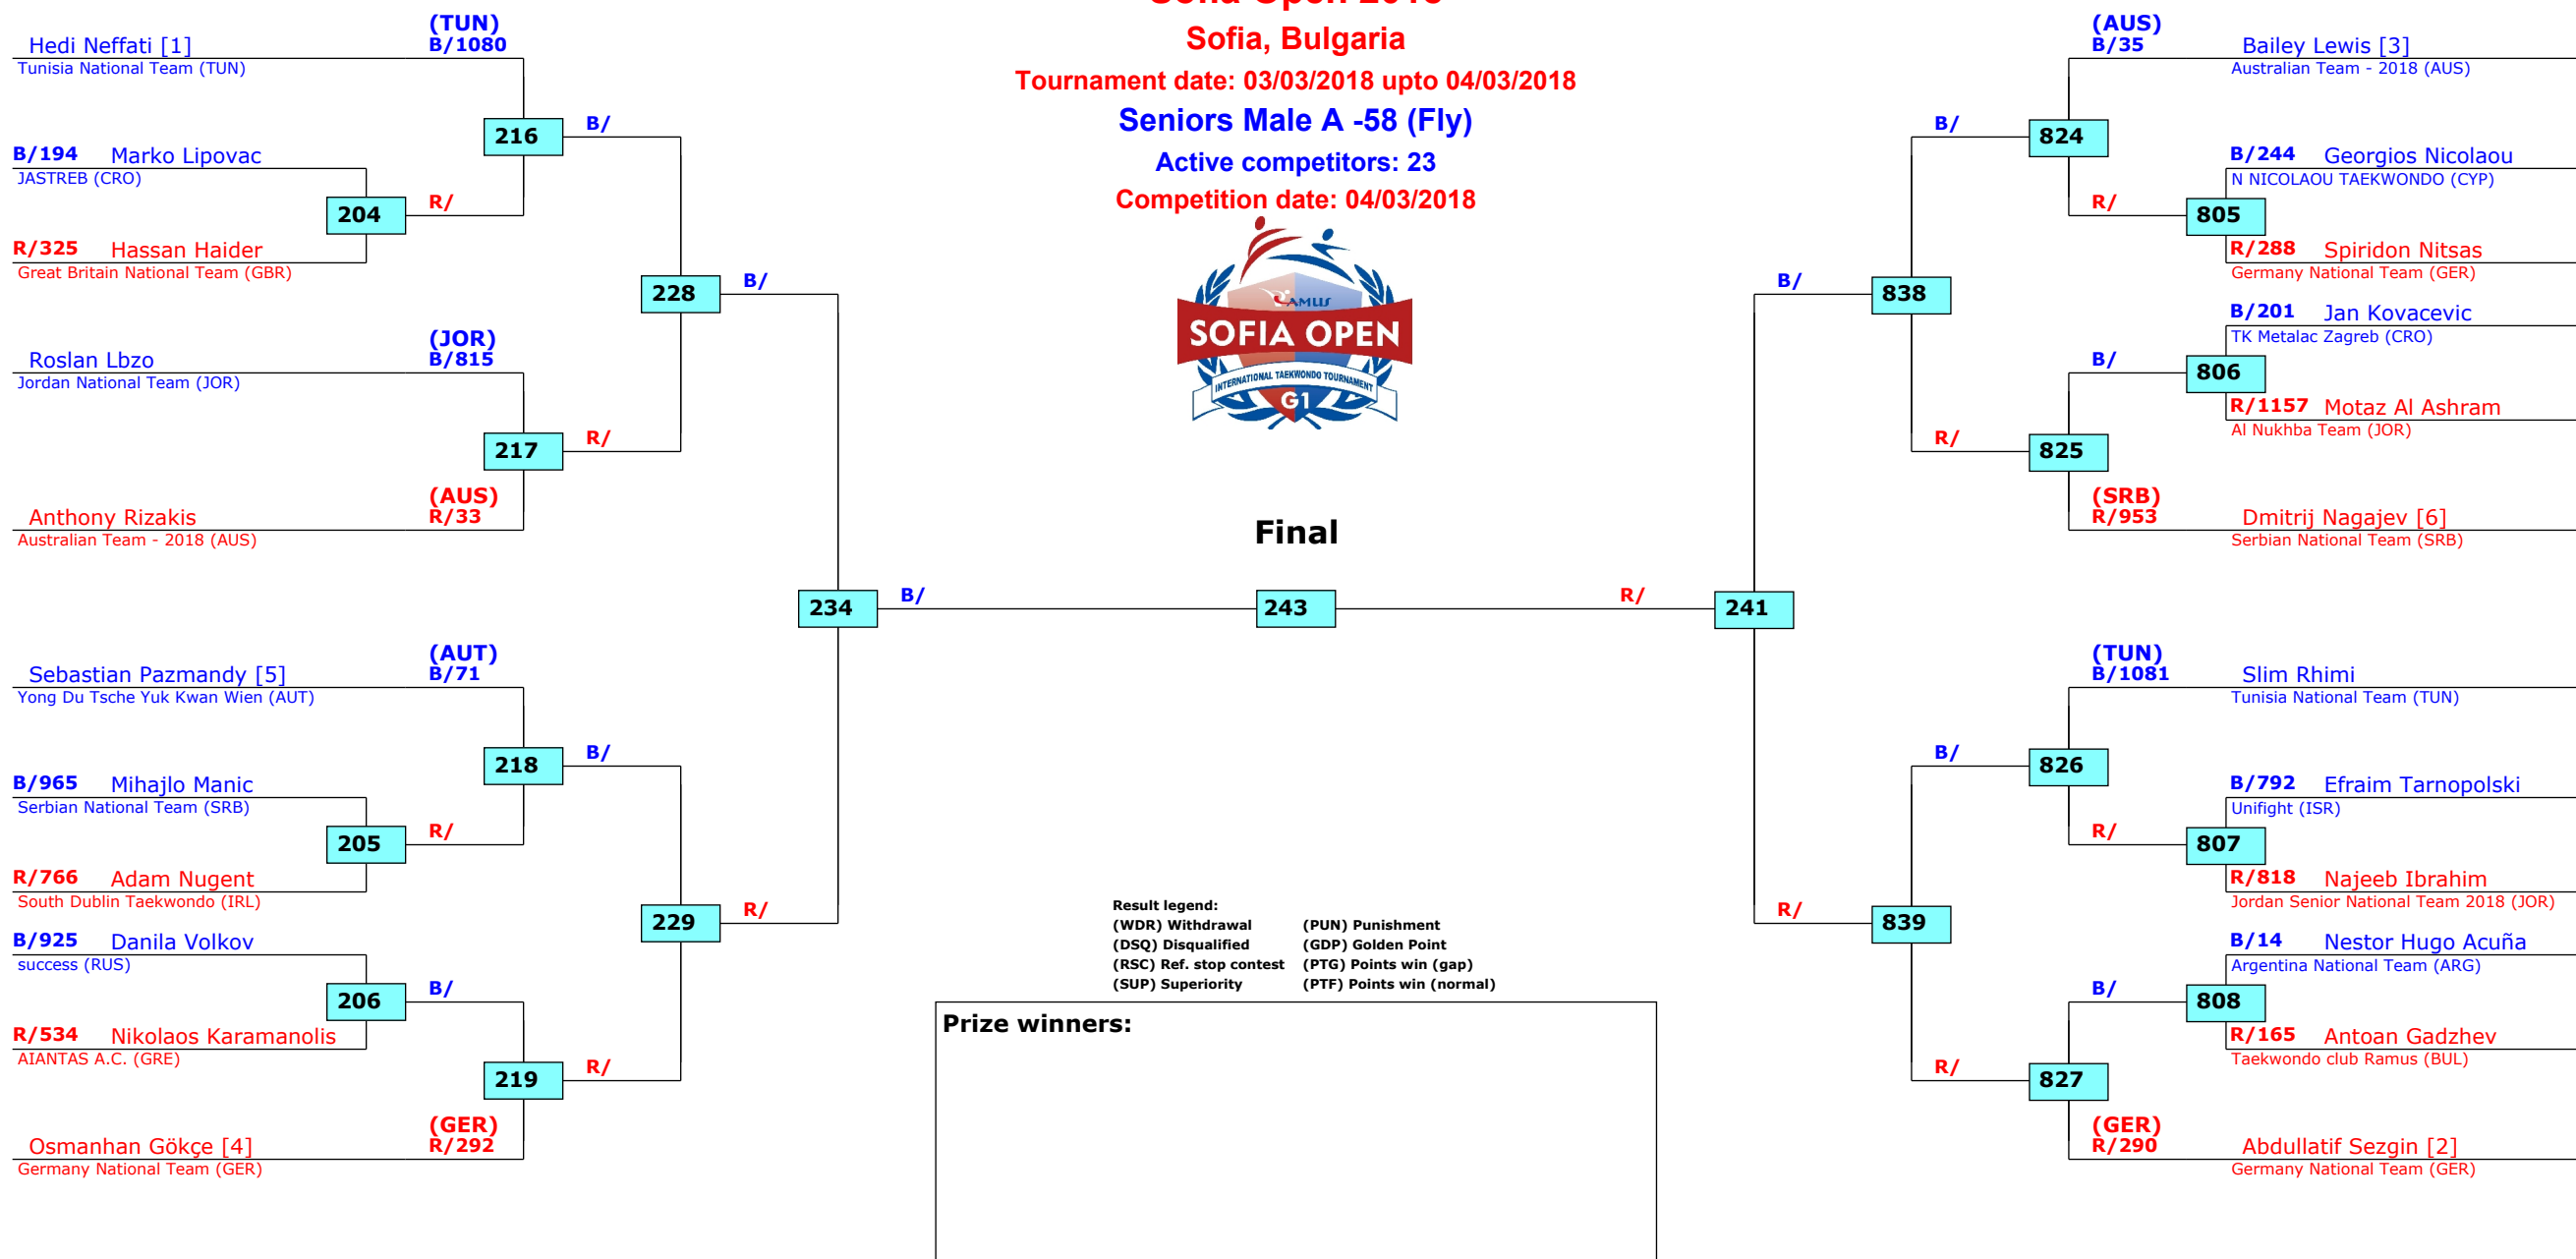 Sofia, Bulgaria
Tournament date: 03/03/2018 upto 04/03/2018
Seniors Male A -58 (Fly)
Active competitors: 23
Competition date: 04/03/2018
RAMUS
SOFIA OPEN
INTERNATIONAL TAEKWONDO TOURNAMENT
G1
(TUN)
Hedi Neffati [1] B/1080
Tunisia National Team (TUN)
216 B/
B/194 Marko Lipovac
JASTREB (CRO)
204 R/
R/325 Hassan Haider
Great Britain National Team (GBR)
228 B/
(JOR)
Roslan Lbzo B/815
Jordan National Team (JOR)
217 R/
(AUS)
Anthony Rizakis R/33
Australian Team - 2018 (AUS)
234 B/
(AUT)
Sebastian Pazmandy [5] B/71
Yong Du Tsche Yuk Kwan Wien (AUT)
218 B/
B/965 Mihajlo Manic
Serbian National Team (SRB)
205 R/
R/766 Adam Nugent
South Dublin Taekwondo (IRL)
229 R/
B/925 Danila Volkov
success (RUS)
206 B/
R/534 Nikolaos Karamanolis
AIANTAS A.C. (GRE)
219 R/
(GER)
Osmanhan Gökçe [4] R/292
Germany National Team (GER)
Final
243
(AUS)
B/35 Bailey Lewis [3]
Australian Team - 2018 (AUS)
B/ 824
B/244 Georgios Nicolaou
N NICOLAOU TAEKWONDO (CYP)
R/ 805
R/288 Spiridon Nitsas
Germany National Team (GER)
B/ 838
B/201 Jan Kovacevic
TK Metalac Zagreb (CRO)
B/ 806
R/1157 Motaz Al Ashram
Al Nukhba Team (JOR)
R/ 825
(SRB)
R/953 Dmitrij Nagajev [6]
Serbian National Team (SRB)
R/ 241
(TUN)
B/1081 Slim Rhimi
Tunisia National Team (TUN)
B/ 826
B/792 Efraim Tarnopolski
Unifight (ISR)
R/ 807
R/818 Najeeb Ibrahim
Jordan Senior National Team 2018 (JOR)
R/ 839
B/14 Nestor Hugo Acuña
Argentina National Team (ARG)
B/ 808
R/165 Antoan Gadzhev
Taekwondo club Ramus (BUL)
R/ 827
(GER)
R/290 Abdullatif Sezgin [2]
Germany National Team (GER)
Result legend:
(WDR) Withdrawal (PUN) Punishment
(DSQ) Disqualified (GDP) Golden Point
(RSC) Ref. stop contest (PTG) Points win (gap)
(SUP) Superiority (PTF) Points win (normal)
Prize winners: